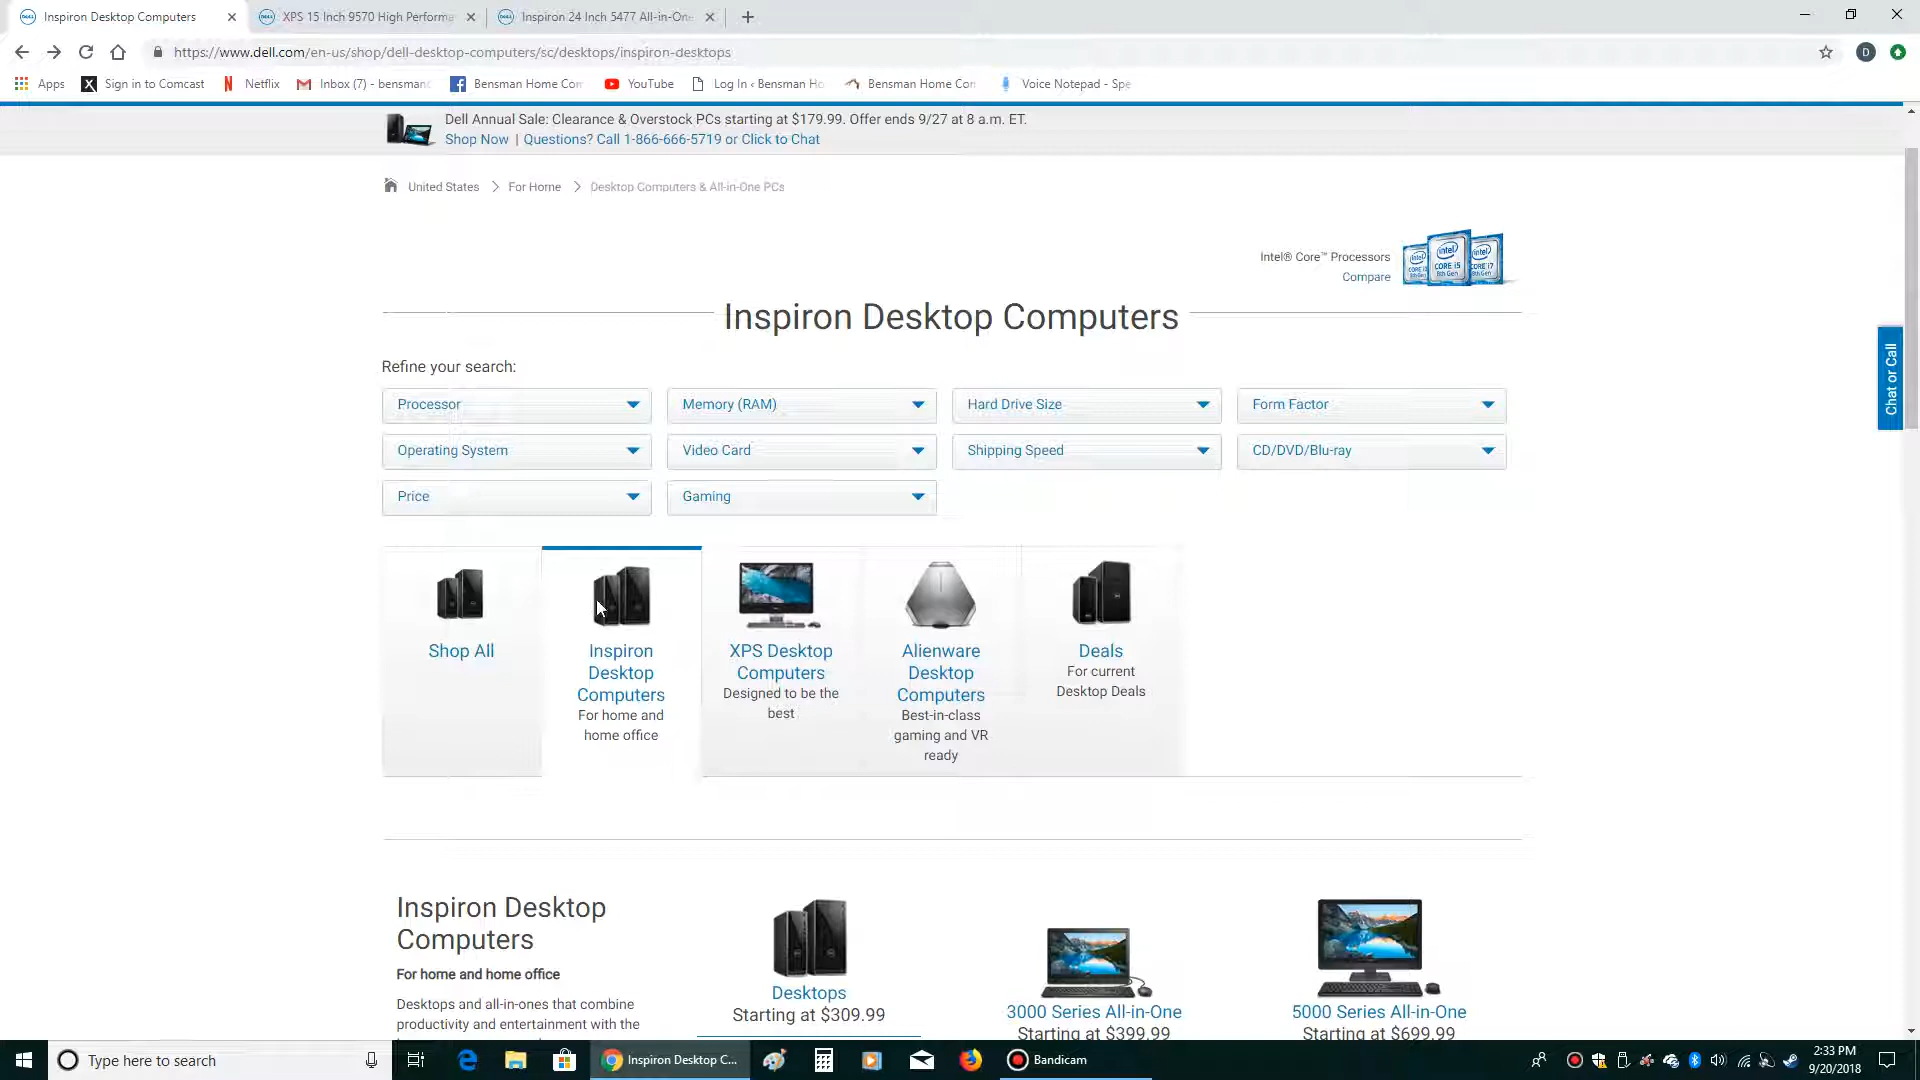 Inspiron Desktop Computers
XPS 15 Inch 9570 High Performa
Inspiron 24 Inch 5477 All-in-On
https://www.dell.com/en-us/shop/dell-desktop-computers/sc/desktops/inspiron-desktops
D
Apps
Sign in to Comcast
Netflix
Inbox (7) - bensman
Bensman Home Com
YouTube
Log In ‹ Bensman Ho
Bensman Home Com
Voice Notepad - Spe
Dell Annual Sale: Clearance & Overstock PCs starting at $179.99. Offer ends 9/27 at 8 a.m. ET.
Shop Now | Questions? Call 1-866-666-5719 or Click to Chat
United States
For Home
Desktop Computers & All-in-One PCs
Intel® Core™ Processors
Compare
Inspiron Desktop Computers
Chat or Call
Refine your search:
Processor
Memory (RAM)
Hard Drive Size
Form Factor
Operating System
Video Card
Shipping Speed
CD/DVD/Blu-ray
Price
Gaming
Shop All
Inspiron
Desktop
Computers
For home and
home office
XPS Desktop
Computers
Designed to be the
best
Alienware
Desktop
Computers
Best-in-class
gaming and VR
ready
Deals
For current
Desktop Deals
Inspiron Desktop
Computers
For home and home office
Desktops and all-in-ones that combine
productivity and entertainment with the
Desktops
Starting at $309.99
3000 Series All-in-One
Starting at $399.99
5000 Series All-in-One
Starting at $699.99
Type here to search
Inspiron Desktop C...
Bandicam
2:33 PM
9/20/2018